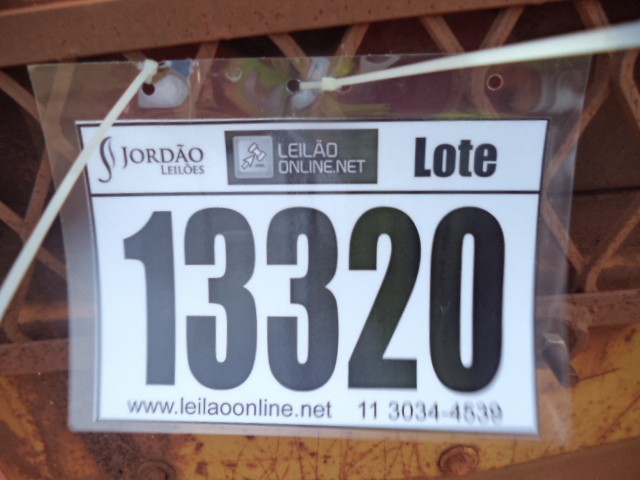 JORDÃO
LEILÕES
LEILÃO
ONLINE.NET
Lote
13320
www.leilaoonline.net 11 3034-4539